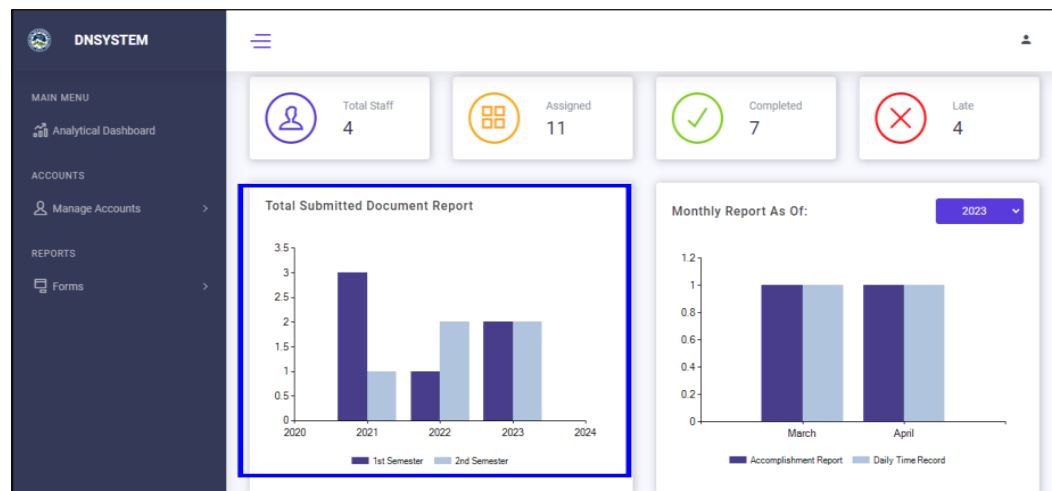 DNSYSTEM
MAIN MENU
Analytical Dashboard
ACCOUNTS
Manage Accounts
REPORTS
Forms
Total Staff
4
Assigned
11
Completed
7
Late
4
Total Submitted Document Report
3.5
3
2.5
2
1.5
1
0.5
0
2020 2021 2022 2023 2024
1st Semester 2nd Semester
Monthly Report As Of:
2023
1.2
1
0.8
0.6
0.4
0.2
0
March April
Accomplishment Report Daily Time Record